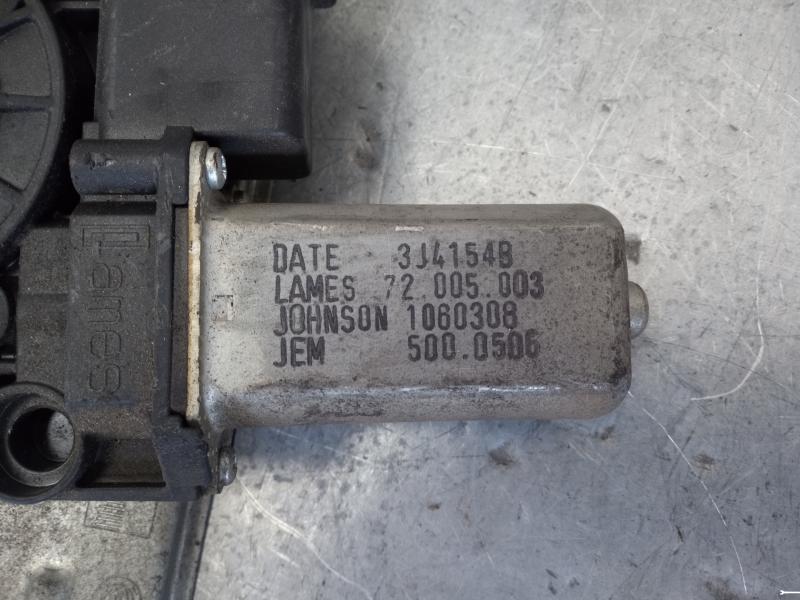 DATE 3J4154B
LAMES 72.005.003
JOHNSON 1060308
JEM 500.0506
Lames